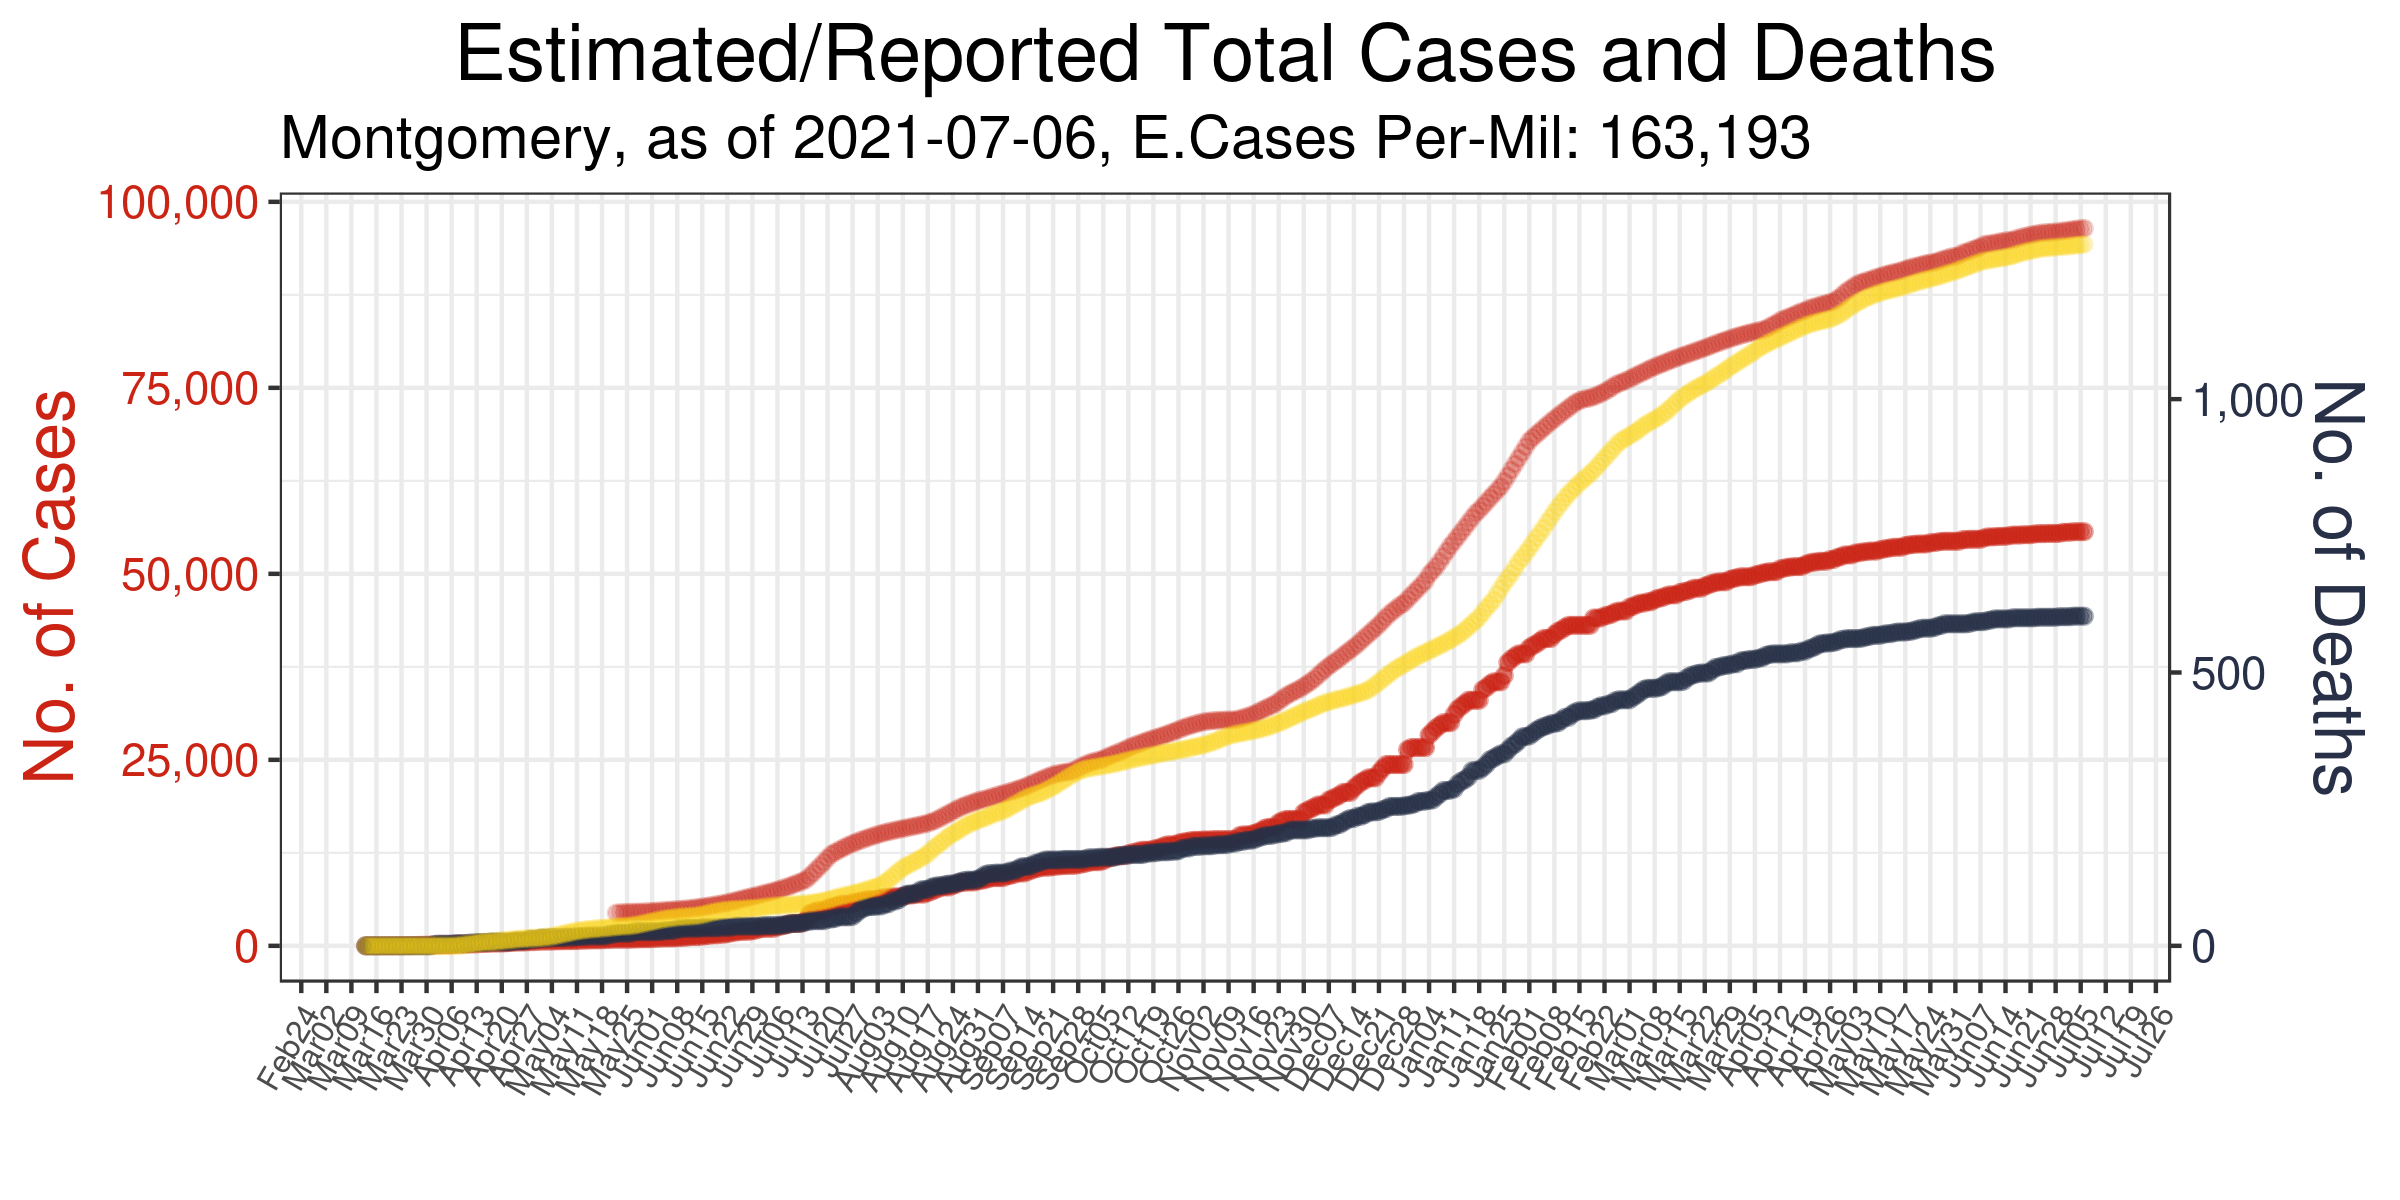 Estimated/Reported Total Cases and Deaths
Montgomery, as of 2021-07-06, E.Cases Per-Mil: 163,193
No. of Cases
100,000
75,000
50,000
25,000
0
1,000
500
0
No. of Deaths
Feb24
Mar02
Mar09
Mar16
Mar23
Mar30
Apr06
Apr13
Apr20
Apr27
May04
May11
May18
May25
Jun01
Jun08
Jun15
Jun22
Jun29
Jul06
Jul13
Jul20
Jul27
Aug03
Aug10
Aug17
Aug24
Aug31
Sep07
Sep14
Sep21
Sep28
Oct05
Oct12
Oct19
Oct26
Nov02
Nov09
Nov16
Nov23
Nov30
Dec07
Dec14
Dec21
Dec28
Jan04
Jan11
Jan18
Jan25
Feb01
Feb08
Feb15
Feb22
Mar01
Mar08
Mar15
Mar22
Mar29
Apr05
Apr12
Apr19
Apr26
May03
May10
May17
May24
May31
Jun07
Jun14
Jun21
Jun28
Jul05
Jul12
Jul19
Jul26